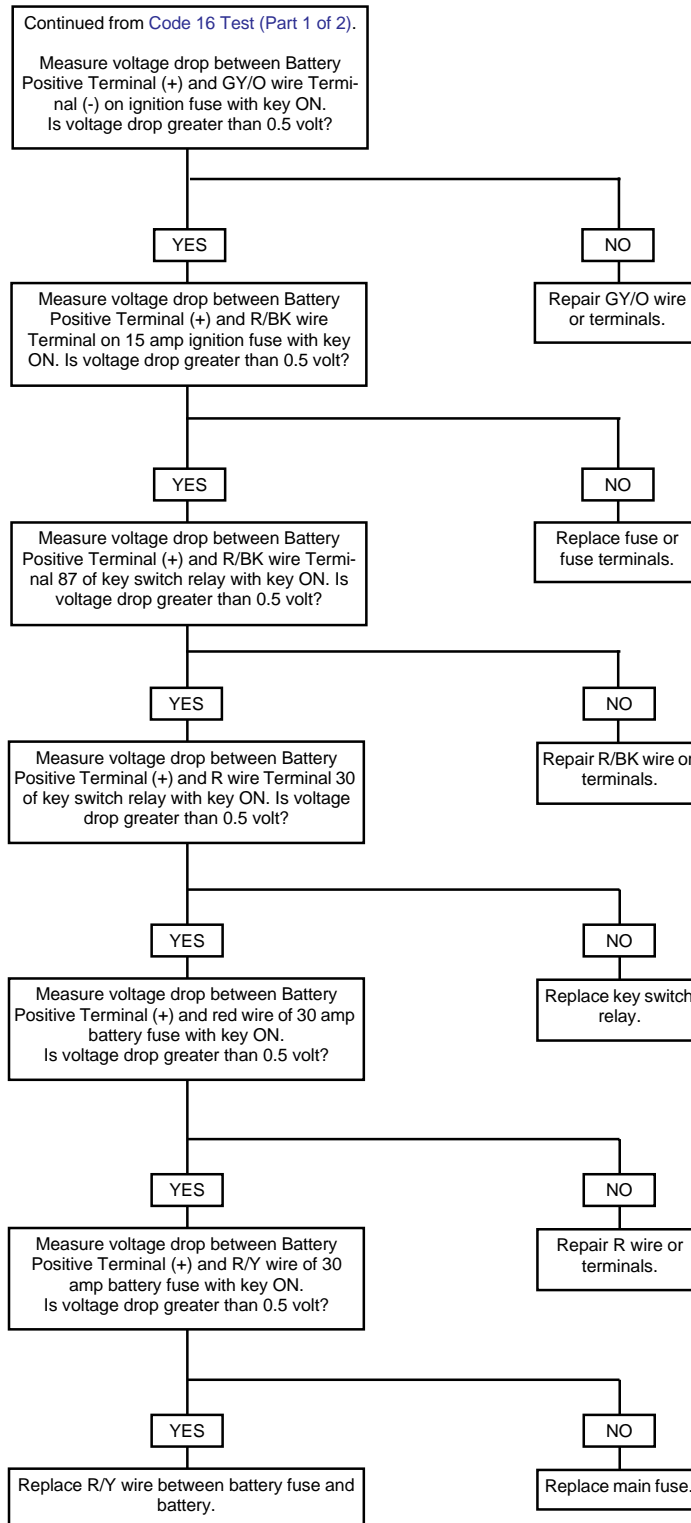 Continued from Code 16 Test (Part 1 of 2).
Measure voltage drop between Battery
Positive Terminal (+) and GY/O wire Termi-
nal (-) on ignition fuse with key ON.
Is voltage drop greater than 0.5 volt?
YES
NO
Measure voltage drop between Battery
Positive Terminal (+) and R/BK wire
Terminal on 15 amp ignition fuse with key
ON. Is voltage drop greater than 0.5 volt?
Repair GY/O wire
or terminals.
YES
NO
Measure voltage drop between Battery
Positive Terminal (+) and R/BK wire Termi-
nal 87 of key switch relay with key ON. Is
voltage drop greater than 0.5 volt?
Replace fuse or
fuse terminals.
YES
NO
Measure voltage drop between Battery
Positive Terminal (+) and R wire Terminal 30
of key switch relay with key ON. Is voltage
drop greater than 0.5 volt?
Repair R/BK wire or
terminals.
YES
NO
Measure voltage drop between Battery
Positive Terminal (+) and red wire of 30 amp
battery fuse with key ON.
Is voltage drop greater than 0.5 volt?
Replace key switch
relay.
YES
NO
Measure voltage drop between Battery
Positive Terminal (+) and R/Y wire of 30
amp battery fuse with key ON.
Is voltage drop greater than 0.5 volt?
Repair R wire or
terminals.
YES
NO
Replace R/Y wire between battery fuse and
battery.
Replace main fuse.